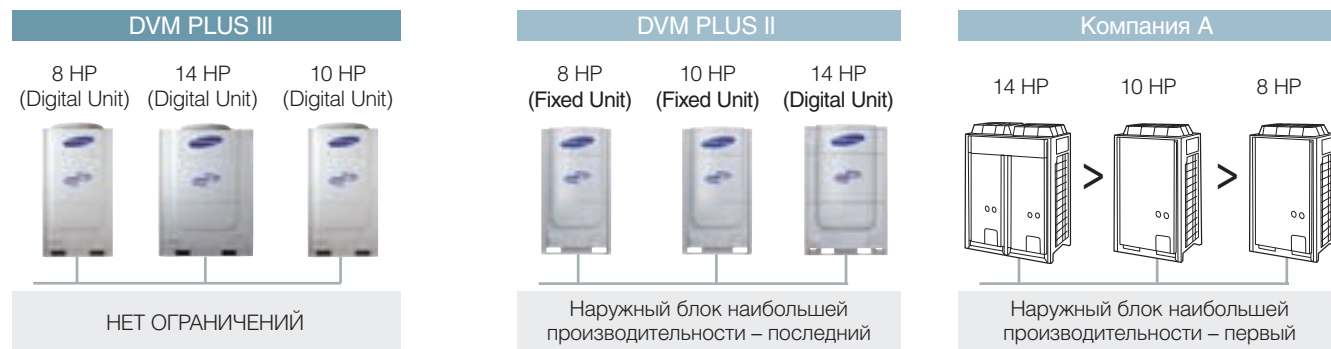 DVM PLUS III
8 HP
(Digital Unit)
14 HP
(Digital Unit)
10 HP
(Digital Unit)
НЕТ ОГРАНИЧЕНИЙ
DVM PLUS II
8 HP
(Fixed Unit)
10 HP
(Fixed Unit)
14 HP
(Digital Unit)
Наружный блок наибольшей
производительности – последний
Компания А
14 HP
>
10 HP
>
8 HP
Наружный блок наибольшей
производительности – первый